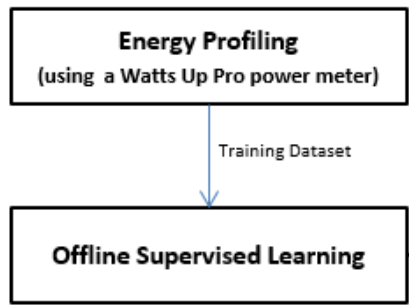 Energy Profiling
(using a Watts Up Pro power meter)
Training Dataset
Offline Supervised Learning